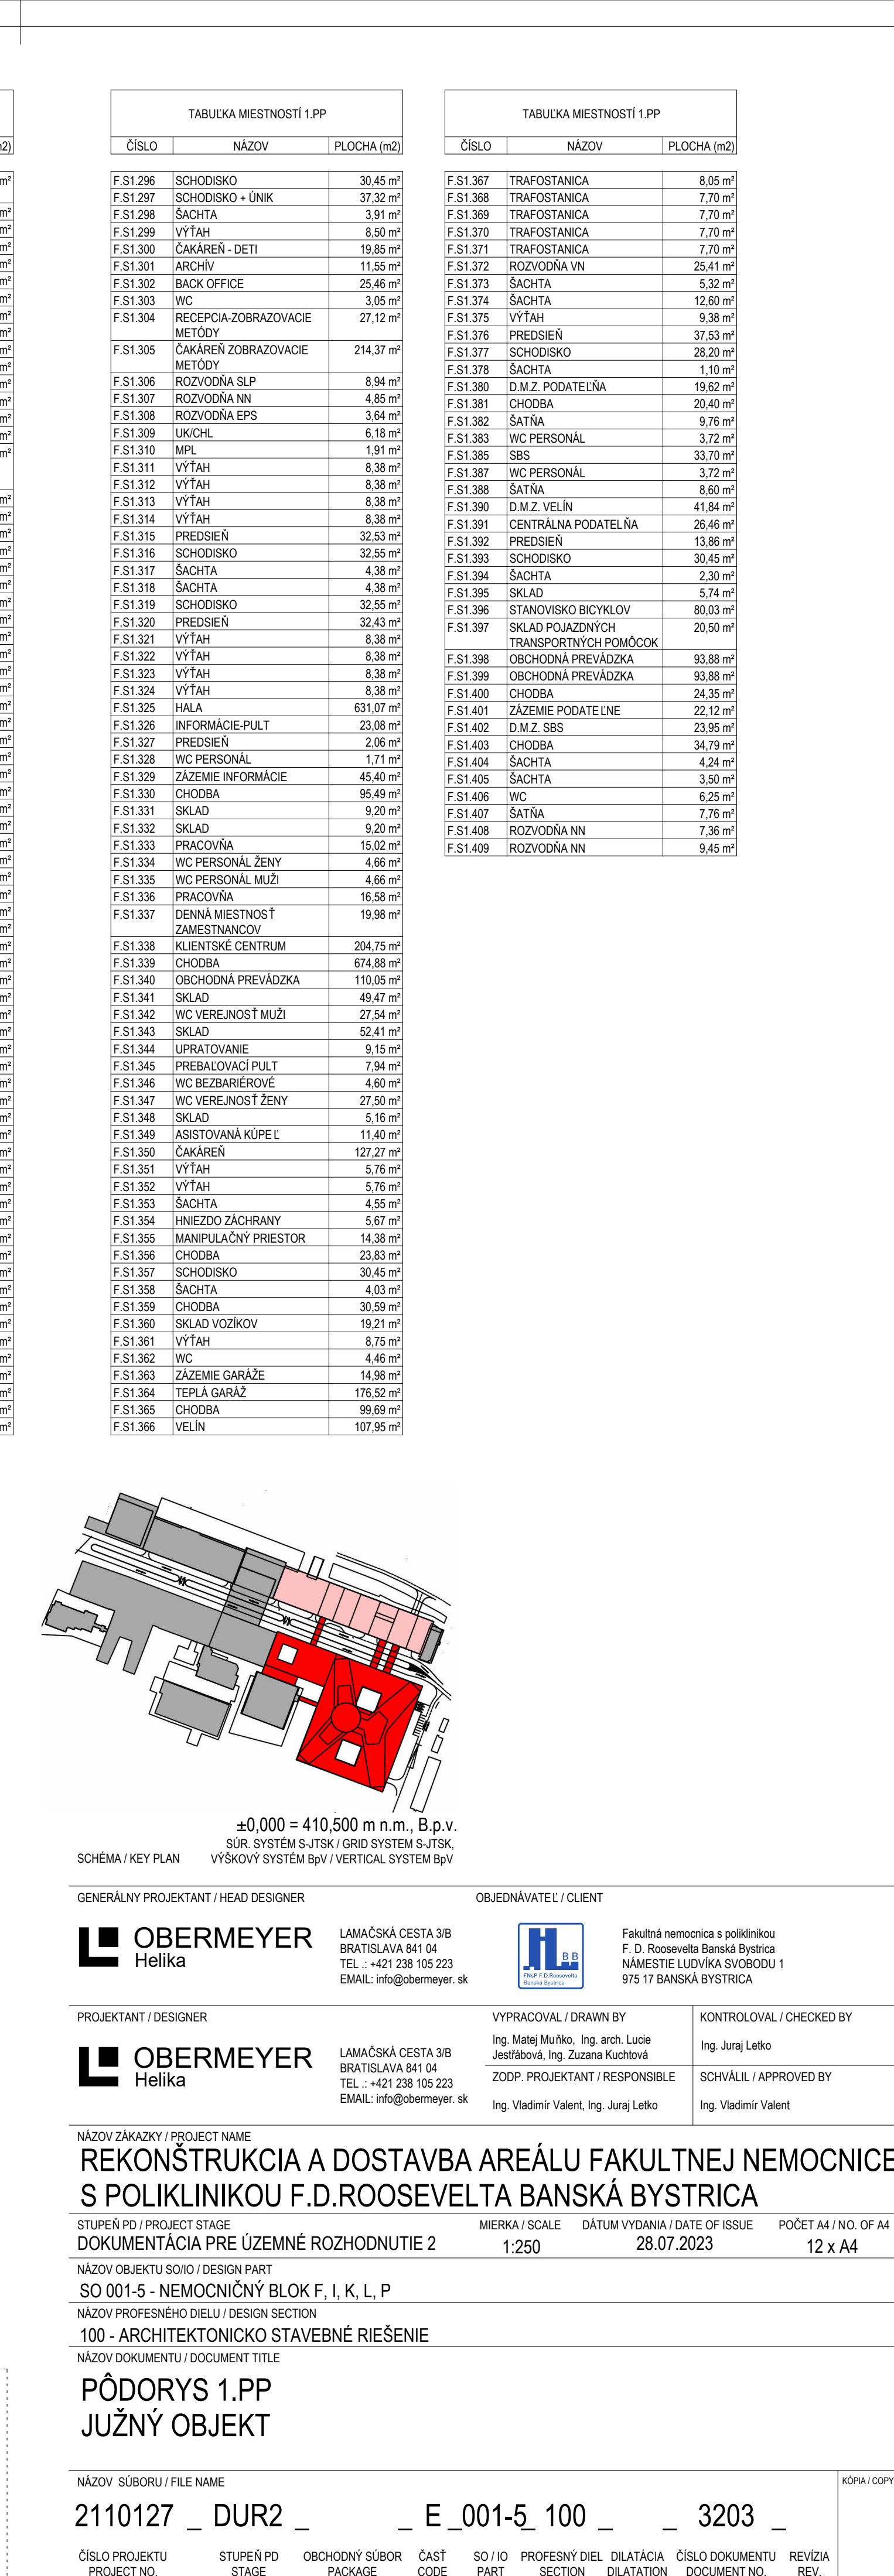 TABUĽKA MIESTNOSTÍ 1.PP
ČÍSLO NÁZOV PLOCHA (m2)
F.S1.296 SCHODISKO 30,45 m²
F.S1.297 SCHODISKO + ÚNIK 37,32 m²
F.S1.298 ŠACHTA 3,91 m²
F.S1.299 VÝŤAH 8,50 m²
F.S1.300 ČAKÁREŇ - DETI 19,85 m²
F.S1.301 ARCHÍV 11,55 m²
F.S1.302 BACK OFFICE 25,46 m²
F.S1.303 WC 3,05 m²
F.S1.304 RECEPCIA-ZOBRAZOVACIE 27,12 m²
METÓDY
F.S1.305 ČAKÁREŇ ZOBRAZOVACIE 214,37 m²
METÓDY
F.S1.306 ROZVODŇA SLP 8,94 m²
F.S1.307 ROZVODŇA NN 4,85 m²
F.S1.308 ROZVODŇA EPS 3,64 m²
F.S1.309 UK/CHL 6,18 m²
F.S1.310 MPL 1,91 m²
F.S1.311 VÝŤAH 8,38 m²
F.S1.312 VÝŤAH 8,38 m²
F.S1.313 VÝŤAH 8,38 m²
F.S1.314 VÝŤAH 8,38 m²
F.S1.315 PREDSIEŇ 32,53 m²
F.S1.316 SCHODISKO 32,55 m²
F.S1.317 ŠACHTA 4,38 m²
F.S1.318 ŠACHTA 4,38 m²
F.S1.319 SCHODISKO 32,55 m²
F.S1.320 PREDSIEŇ 32,43 m²
F.S1.321 VÝŤAH 8,38 m²
F.S1.322 VÝŤAH 8,38 m²
F.S1.323 VÝŤAH 8,38 m²
F.S1.324 VÝŤAH 8,38 m²
F.S1.325 HALA 631,07 m²
F.S1.326 INFORMÁCIE-PULT 23,08 m²
F.S1.327 PREDSIEŇ 2,06 m²
F.S1.328 WC PERSONÁL 1,71 m²
F.S1.329 ZÁZEMIE INFORMÁCIE 45,40 m²
F.S1.330 CHODBA 95,49 m²
F.S1.331 SKLAD 9,20 m²
F.S1.332 SKLAD 9,20 m²
F.S1.333 PRACOVŇA 15,02 m²
F.S1.334 WC PERSONÁL ŽENY 4,66 m²
F.S1.335 WC PERSONÁL MUŽI 4,66 m²
F.S1.336 PRACOVŇA 16,58 m²
F.S1.337 DENNÁ MIESTNOSŤ 19,98 m²
ZAMESTNANCOV
F.S1.338 KLIENTSKÉ CENTRUM 204,75 m²
F.S1.339 CHODBA 674,88 m²
F.S1.340 OBCHODNÁ PREVÁDZKA 110,05 m²
F.S1.341 SKLAD 49,47 m²
F.S1.342 WC VEREJNOSŤ MUŽI 27,54 m²
F.S1.343 SKLAD 52,41 m²
F.S1.344 UPRATOVANIE 9,15 m²
F.S1.345 PREBAĽOVACÍ PULT 7,94 m²
F.S1.346 WC BEZBARIÉROVÉ 4,60 m²
F.S1.347 WC VEREJNOSŤ ŽENY 27,50 m²
F.S1.348 SKLAD 5,16 m²
F.S1.349 ASISTOVANÁ KÚPEĽ 11,40 m²
F.S1.350 ČAKÁREŇ 127,27 m²
F.S1.351 VÝŤAH 5,76 m²
F.S1.352 VÝŤAH 5,76 m²
F.S1.353 ŠACHTA 4,55 m²
F.S1.354 HNIEZDO ZÁCHRANY 5,67 m²
F.S1.355 MANIPULAČNÝ PRIESTOR 14,38 m²
F.S1.356 CHODBA 23,83 m²
F.S1.357 SCHODISKO 30,45 m²
F.S1.358 ŠACHTA 4,03 m²
F.S1.359 CHODBA 30,59 m²
F.S1.360 SKLAD VOZÍKOV 19,21 m²
F.S1.361 VÝŤAH 8,75 m²
F.S1.362 WC 4,46 m²
F.S1.363 ZÁZEMIE GARÁŽE 14,98 m²
F.S1.364 TEPLÁ GARÁŽ 176,52 m²
F.S1.365 CHODBA 99,69 m²
F.S1.366 VELÍN 107,95 m²
TABUĽKA MIESTNOSTÍ 1.PP
ČÍSLO NÁZOV PLOCHA (m2)
F.S1.367 TRAFOSTANICA 8,05 m²
F.S1.368 TRAFOSTANICA 7,70 m²
F.S1.369 TRAFOSTANICA 7,70 m²
F.S1.370 TRAFOSTANICA 7,70 m²
F.S1.371 TRAFOSTANICA 7,70 m²
F.S1.372 ROZVODŇA VN 25,41 m²
F.S1.373 ŠACHTA 5,32 m²
F.S1.374 ŠACHTA 12,60 m²
F.S1.375 VÝŤAH 9,38 m²
F.S1.376 PREDSIEŇ 37,53 m²
F.S1.377 SCHODISKO 28,20 m²
F.S1.378 ŠACHTA 1,10 m²
F.S1.380 D.M.Z. PODATEĽŇA 19,62 m²
F.S1.381 CHODBA 20,40 m²
F.S1.382 ŠATŇA 9,76 m²
F.S1.383 WC PERSONÁL 3,72 m²
F.S1.385 SBS 33,70 m²
F.S1.387 WC PERSONÁL 3,72 m²
F.S1.388 ŠATŇA 8,60 m²
F.S1.390 D.M.Z. VELÍN 41,84 m²
F.S1.391 CENTRÁLNA PODATELŇA 26,46 m²
F.S1.392 PREDSIEŇ 13,86 m²
F.S1.393 SCHODISKO 30,45 m²
F.S1.394 ŠACHTA 2,30 m²
F.S1.395 SKLAD 5,74 m²
F.S1.396 STANOVISKO BICYKLOV 80,03 m²
F.S1.397 SKLAD POJAZDNÝCH 20,50 m²
TRANSPORTNÝCH POMÔCOK
F.S1.398 OBCHODNÁ PREVÁDZKA 93,88 m²
F.S1.399 OBCHODNÁ PREVÁDZKA 93,88 m²
F.S1.400 CHODBA 24,35 m²
F.S1.401 ZÁZEMIE PODATEĽNE 22,12 m²
F.S1.402 D.M.Z. SBS 23,95 m²
F.S1.403 CHODBA 34,79 m²
F.S1.404 ŠACHTA 4,24 m²
F.S1.405 ŠACHTA 3,50 m²
F.S1.406 WC 6,25 m²
F.S1.407 ŠATŇA 7,76 m²
F.S1.408 ROZVODŇA NN 7,36 m²
F.S1.409 ROZVODŇA NN 9,45 m²
±0,000 = 410,500 m n.m., B.p.v.
SÚR. SYSTÉM S-JTSK / GRID SYSTEM S-JTSK,
SCHÉMA / KEY PLAN VÝŠKOVÝ SYSTÉM BpV / VERTICAL SYSTEM BpV
GENERÁLNY PROJEKTANT / HEAD DESIGNER OBJEDNÁVATEĽ / CLIENT
OBERMEYER
Helika
LAMAČSKÁ CESTA 3/B
BRATISLAVA 841 04
TEL .: +421 238 105 223
EMAIL: info@obermeyer. sk
B B
FNsP F.D.Roosevelta
Banská Bystrica
Fakultná nemocnica s poliklinikou
F. D. Roosevelta Banská Bystrica
NÁMESTIE LUDVÍKA SVOBODU 1
975 17 BANSKÁ BYSTRICA
PROJEKTANT / DESIGNER
OBERMEYER
Helika
LAMAČSKÁ CESTA 3/B
BRATISLAVA 841 04
TEL .: +421 238 105 223
EMAIL: info@obermeyer. sk
VYPRACOVAL / DRAWN BY
Ing. Matej Muňko, Ing. arch. Lucie
Jestřábová, Ing. Zuzana Kuchtová
KONTROLOVAL / CHECKED BY
Ing. Juraj Letko
ZODP. PROJEKTANT / RESPONSIBLE
Ing. Vladimír Valent, Ing. Juraj Letko
SCHVÁLIL / APPROVED BY
Ing. Vladimír Valent
NÁZOV ZÁKAZKY / PROJECT NAME
REKONŠTRUKCIA A DOSTAVBA AREÁLU FAKULTNEJ NEMOCNICE
S POLIKLINIKOU F.D.ROOSEVELTA BANSKÁ BYSTRICA
STUPEŇ PD / PROJECT STAGE MIERKA / SCALE DÁTUM VYDANIA / DATE OF ISSUE POČET A4 / NO. OF A4
DOKUMENTÁCIA PRE ÚZEMNÉ ROZHODNUTIE 2 1:250 28.07.2023 12 x A4
NÁZOV OBJEKTU SO/IO / DESIGN PART
SO 001-5 - NEMOCNIČNÝ BLOK F, I, K, L, P
NÁZOV PROFESNÉHO DIELU / DESIGN SECTION
100 - ARCHITEKTONICKO STAVEBNÉ RIEŠENIE
NÁZOV DOKUMENTU / DOCUMENT TITLE
PÔDORYS 1.PP
JUŽNÝ OBJEKT
NÁZOV SÚBORU / FILE NAME KÓPIA / COPY
2110127 _ DUR2 _ _ E _001-5_ 100 _ _ 3203 _
ČÍSLO PROJEKTU STUPEŇ PD OBCHODNÝ SÚBOR ČASŤ SO / IO PROFESNÝ DIEL DILATÁCIA ČÍSLO DOKUMENTU REVÍZIA
PROJECT NO. STAGE PACKAGE CODE PART SECTION DILATATION DOCUMENT NO. REV.